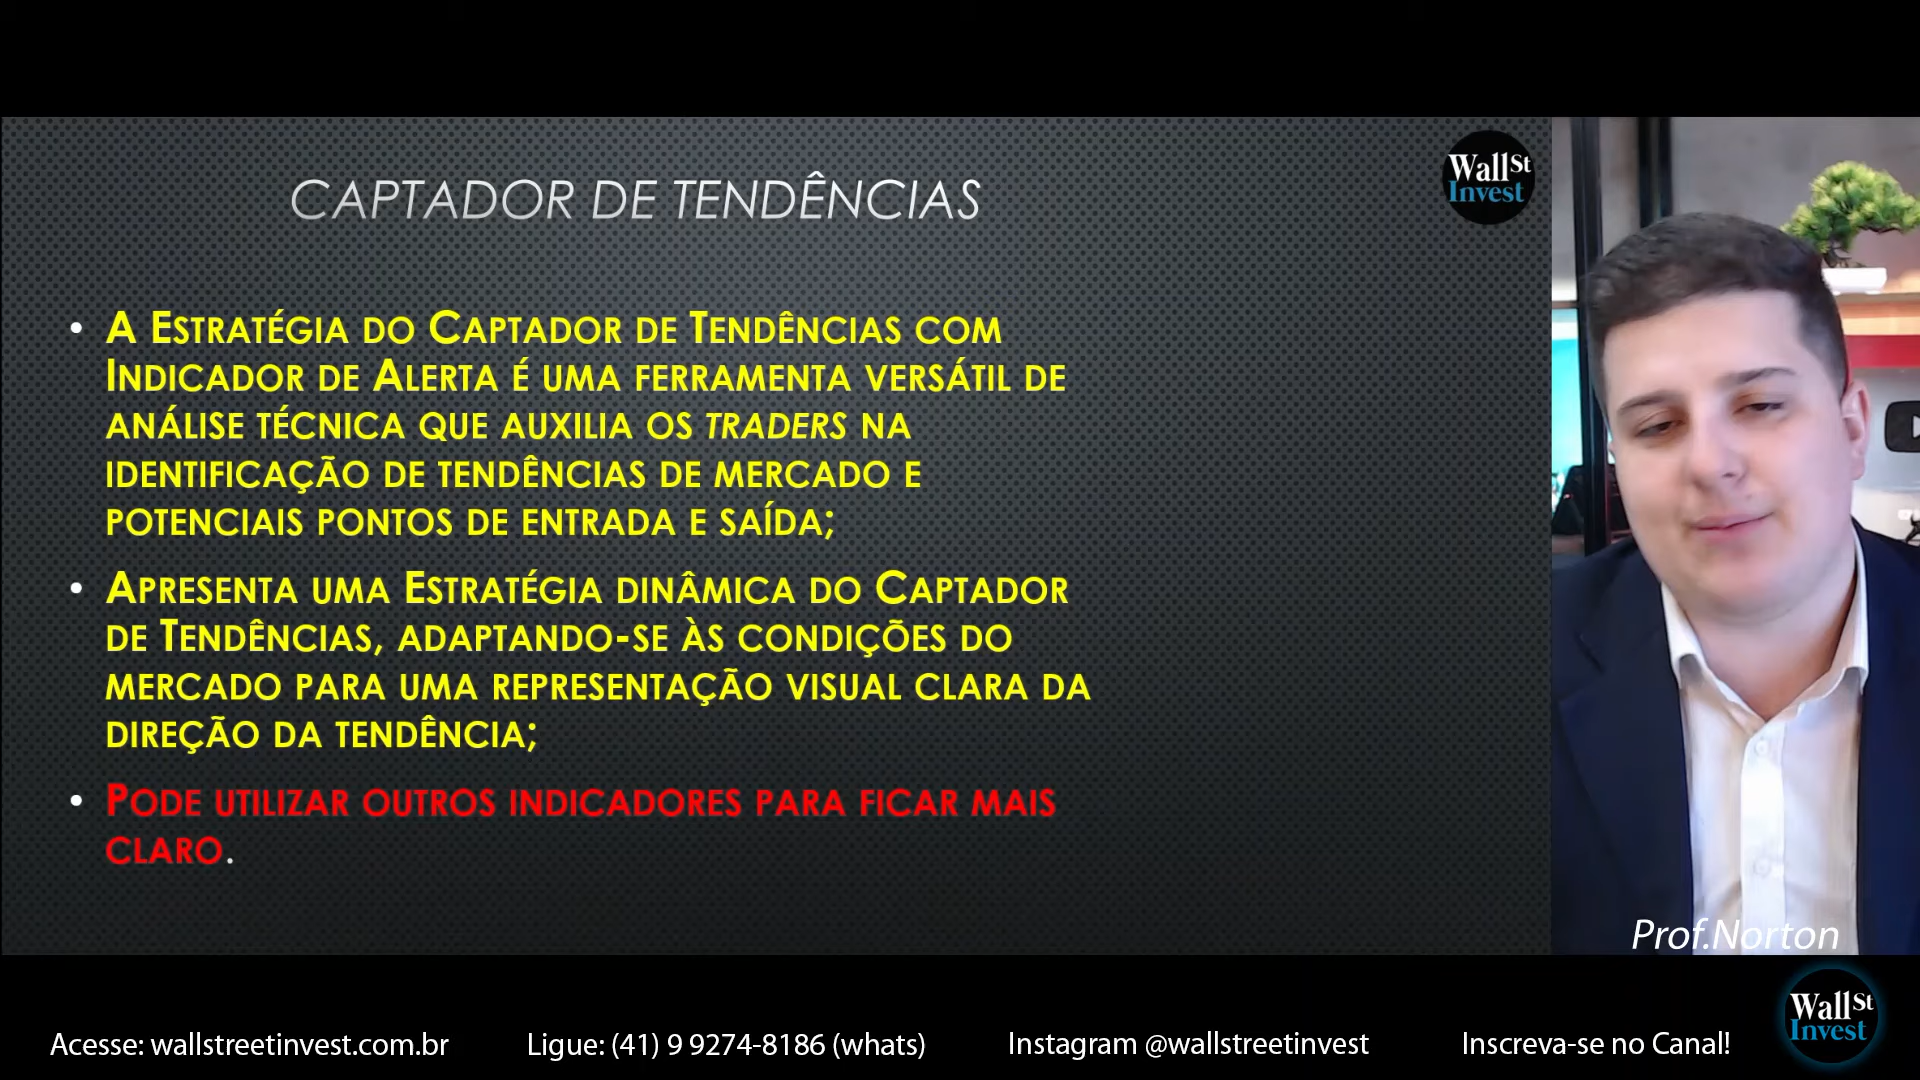 CAPTADOR DE TENDÊNCIAS
WallSt
Invest
• A Estratégia do Captador de Tendências com
Indicador de Alerta é uma ferramenta versátil de
análise técnica que auxilia os traders na
identificação de tendências de mercado e
potenciais pontos de entrada e saída;
• Apresenta uma Estratégia dinâmica do Captador
de Tendências, adaptando-se às condições do
mercado para uma representação visual clara da
direção da tendência;
• Pode utilizar outros indicadores para ficar mais
claro.
Prof.Norton
Acesse: wallstreetinvest.com.br
Ligue: (41) 9 9274-8186 (whats)
Instagram @wallstreetinvest
Inscreva-se no Canal!
WallSt
Invest